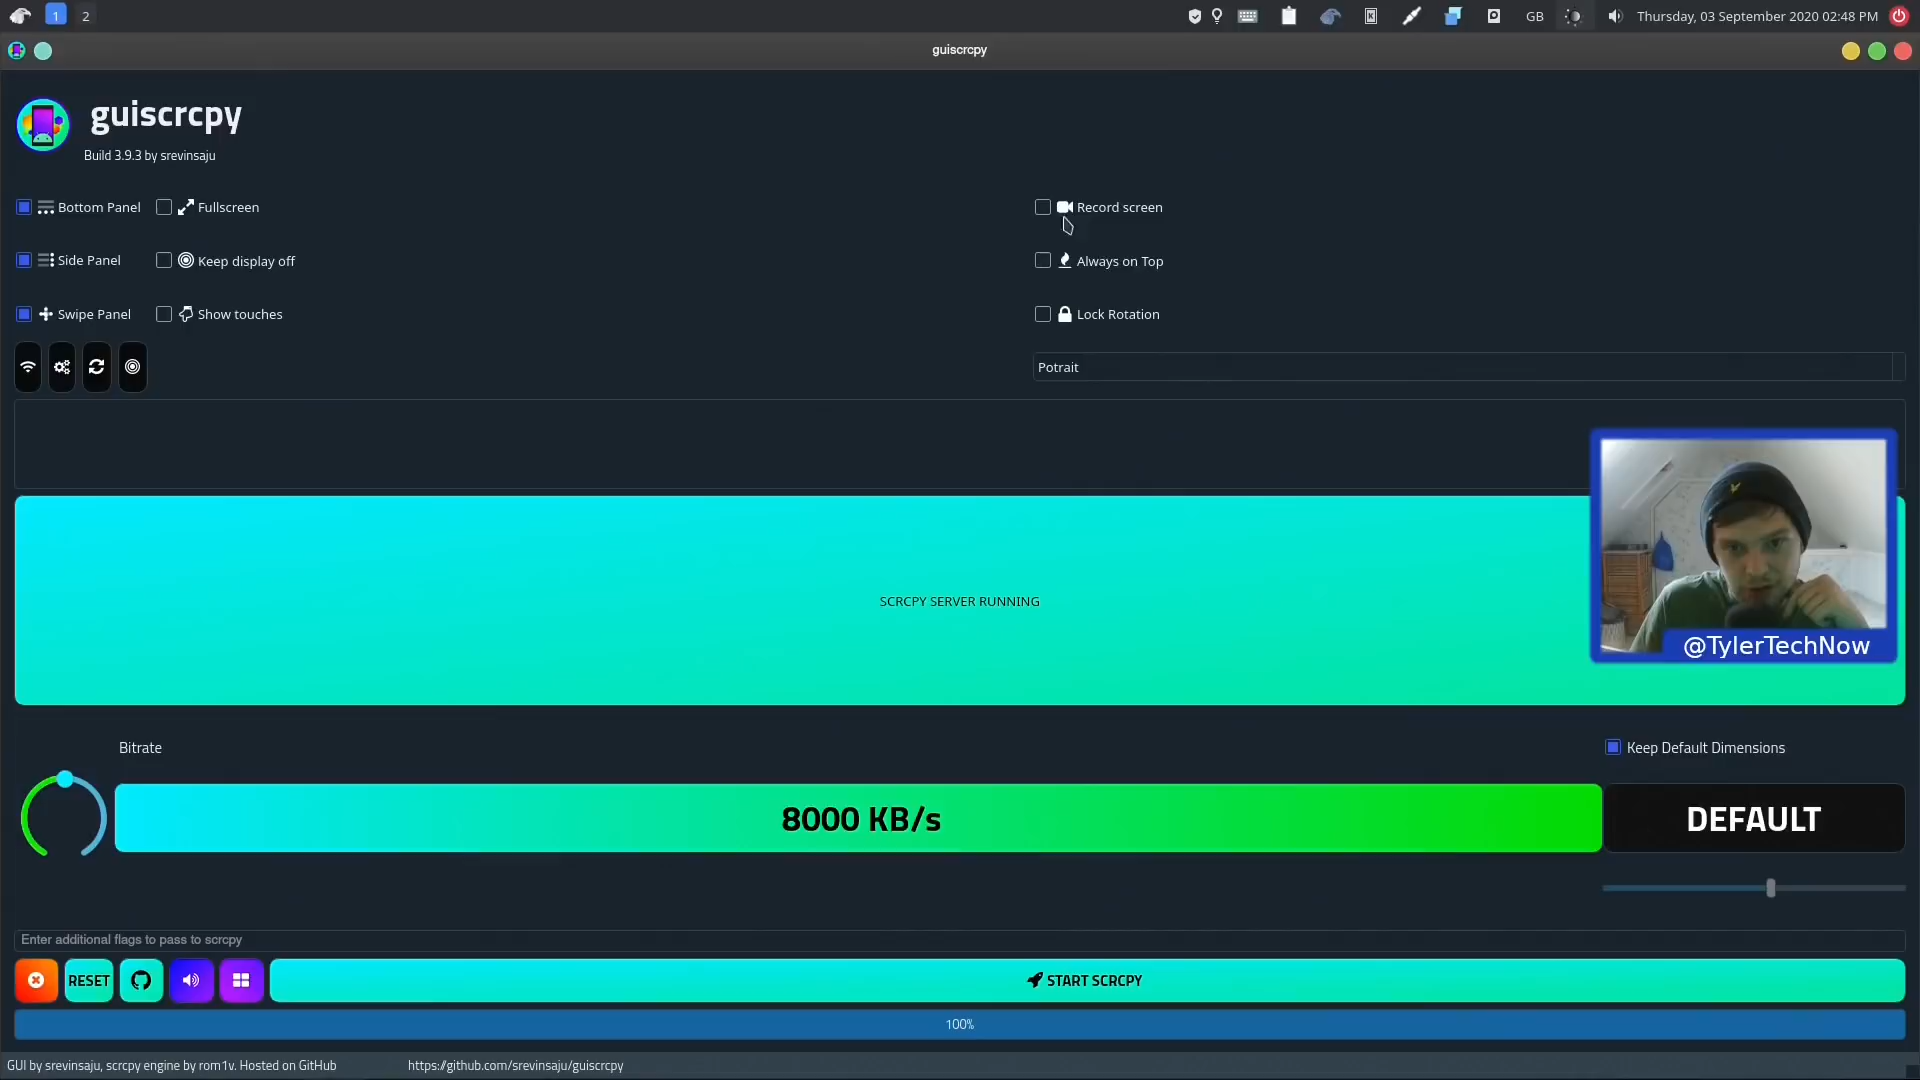 1 2
GB
Thursday, 03 September 2020 02:48 PM
guiscrcpy
guiscrcpy
Build 3.9.3 by srevinsaju
Bottom Panel
Fullscreen
Record screen
Side Panel
Keep display off
Always on Top
Swipe Panel
Show touches
Lock Rotation
Potrait
SCRCPY SERVER RUNNING
@TylerTechNow
Bitrate
Keep Default Dimensions
8000 KB/s
DEFAULT
Enter additional flags to pass to scrcpy
RESET
START SCRCPY
100%
GUI by srevinsaju, scrcpy engine by rom1v. Hosted on GitHub
https://github.com/srevinsaju/guiscrcpy